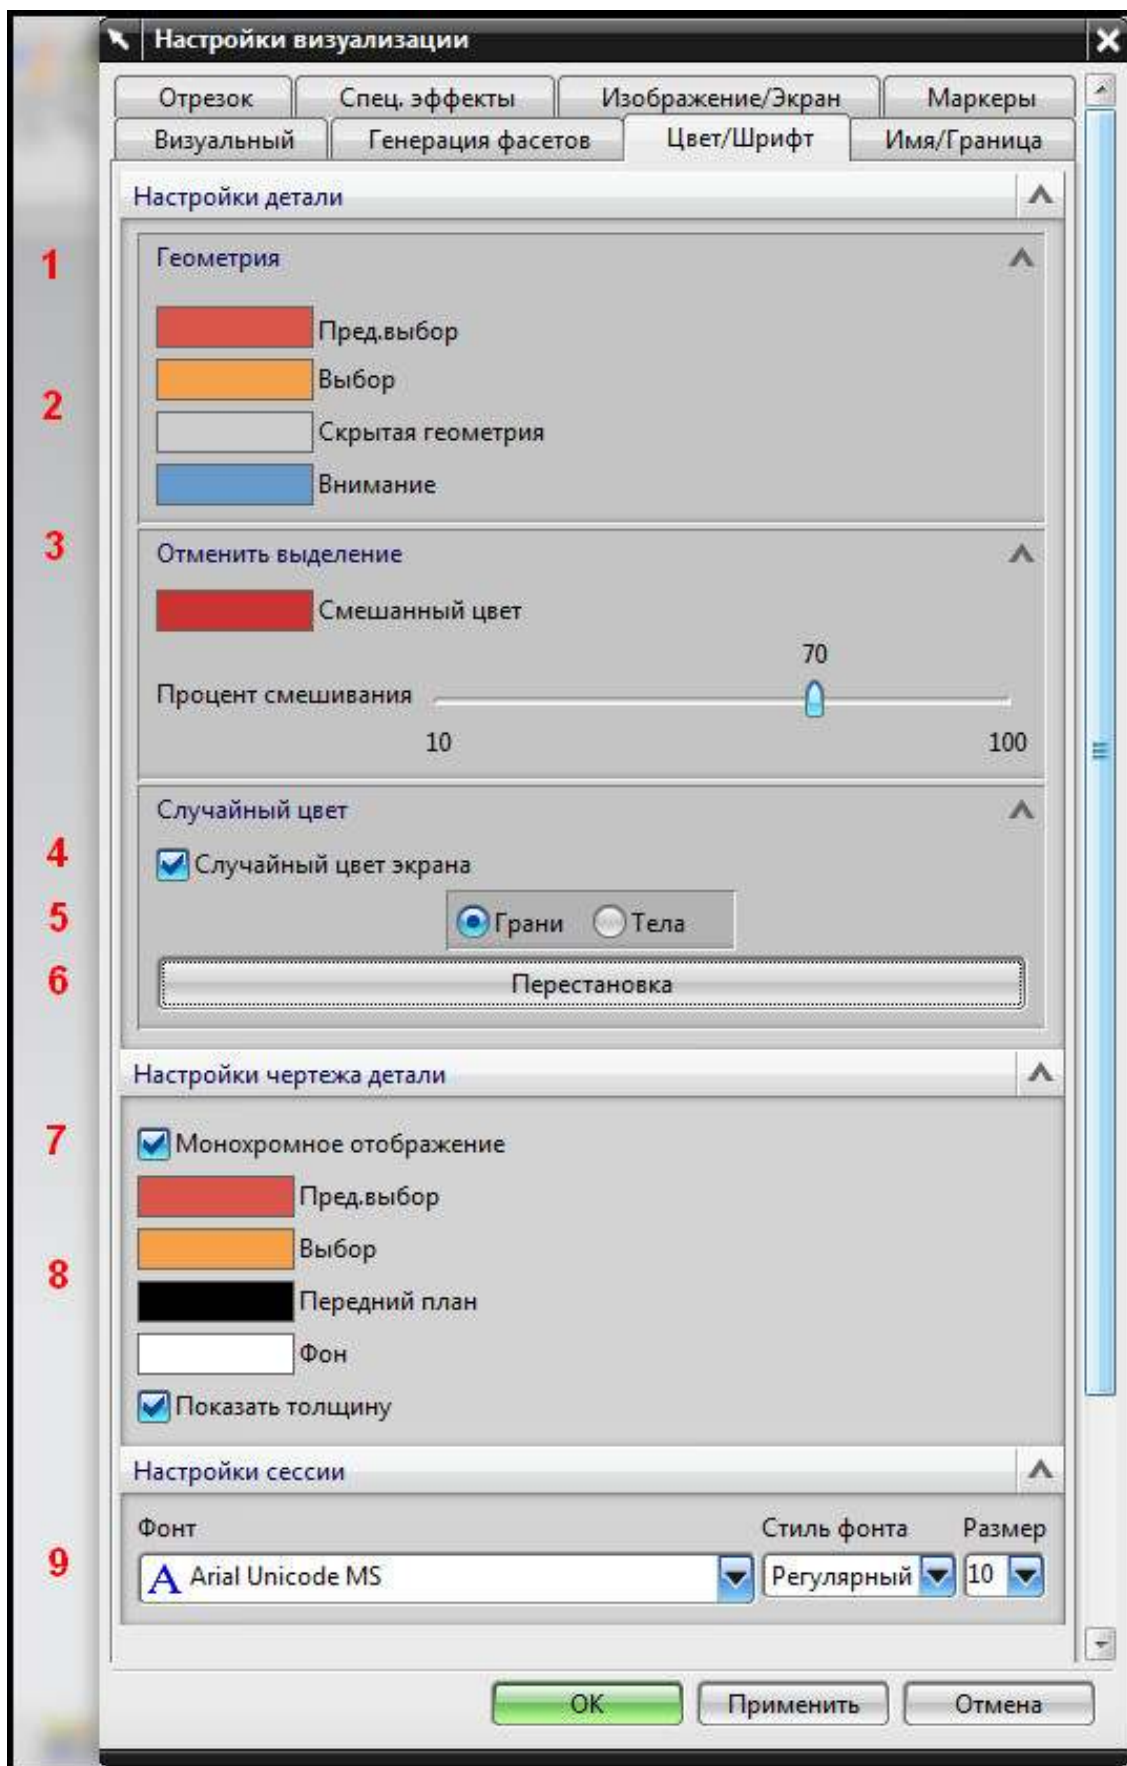 Настройки визуализации
Отрезок Спец. эффекты Изображение/Экран Маркеры
Визуальный Генерация фасетов Цвет/Шрифт Имя/Граница
Настройки детали
1 Геометрия
Пред.выбор
2 Выбор
Скрытая геометрия
Внимание
3 Отменить выделение
Смешанный цвет
70
Процент смешивания
10 100
Случайный цвет
4 Случайный цвет экрана
5 Грани Тела
6 Перестановка
Настройки чертежа детали
7 Монохромное отображение
Пред.выбор
8 Выбор
Передний план
Фон
Показать толщину
Настройки сессии
Фонт Стиль фонта Размер
9 A Arial Unicode MS Регулярный 10
OK Применить Отмена